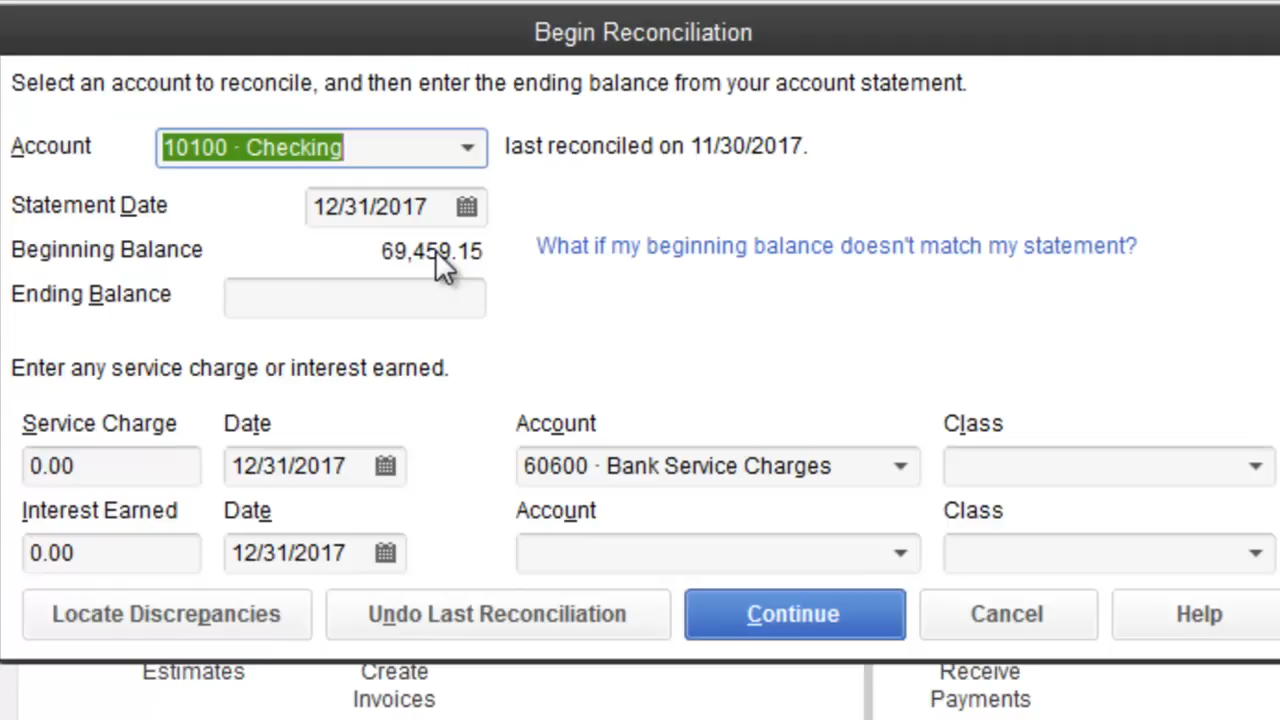 Begin Reconciliation
Select an account to reconcile, and then enter the ending balance from your account statement.
Account 10100 · Checking last reconciled on 11/30/2017.
Statement Date 12/31/2017
Beginning Balance 69,459.15 What if my beginning balance doesn't match my statement?
Ending Balance
Enter any service charge or interest earned.
Service Charge Date Account Class
0.00 12/31/2017 60600 · Bank Service Charges
Interest Earned Date Account Class
0.00 12/31/2017
Locate Discrepancies Undo Last Reconciliation Continue Cancel Help
Estimates Create Receive
Invoices Payments